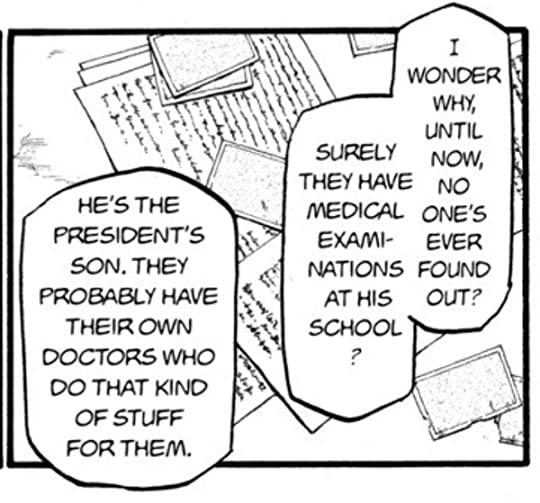 I
WONDER
WHY,
UNTIL
NOW,
NO
ONE'S
EVER
FOUND
OUT?
SURELY
THEY HAVE
MEDICAL
EXAMI-
NATIONS
AT HIS
SCHOOL
?
HE'S THE
PRESIDENT'S
SON. THEY
PROBABLY HAVE
THEIR OWN
DOCTORS WHO
DO THAT KIND
OF STUFF
FOR THEM.